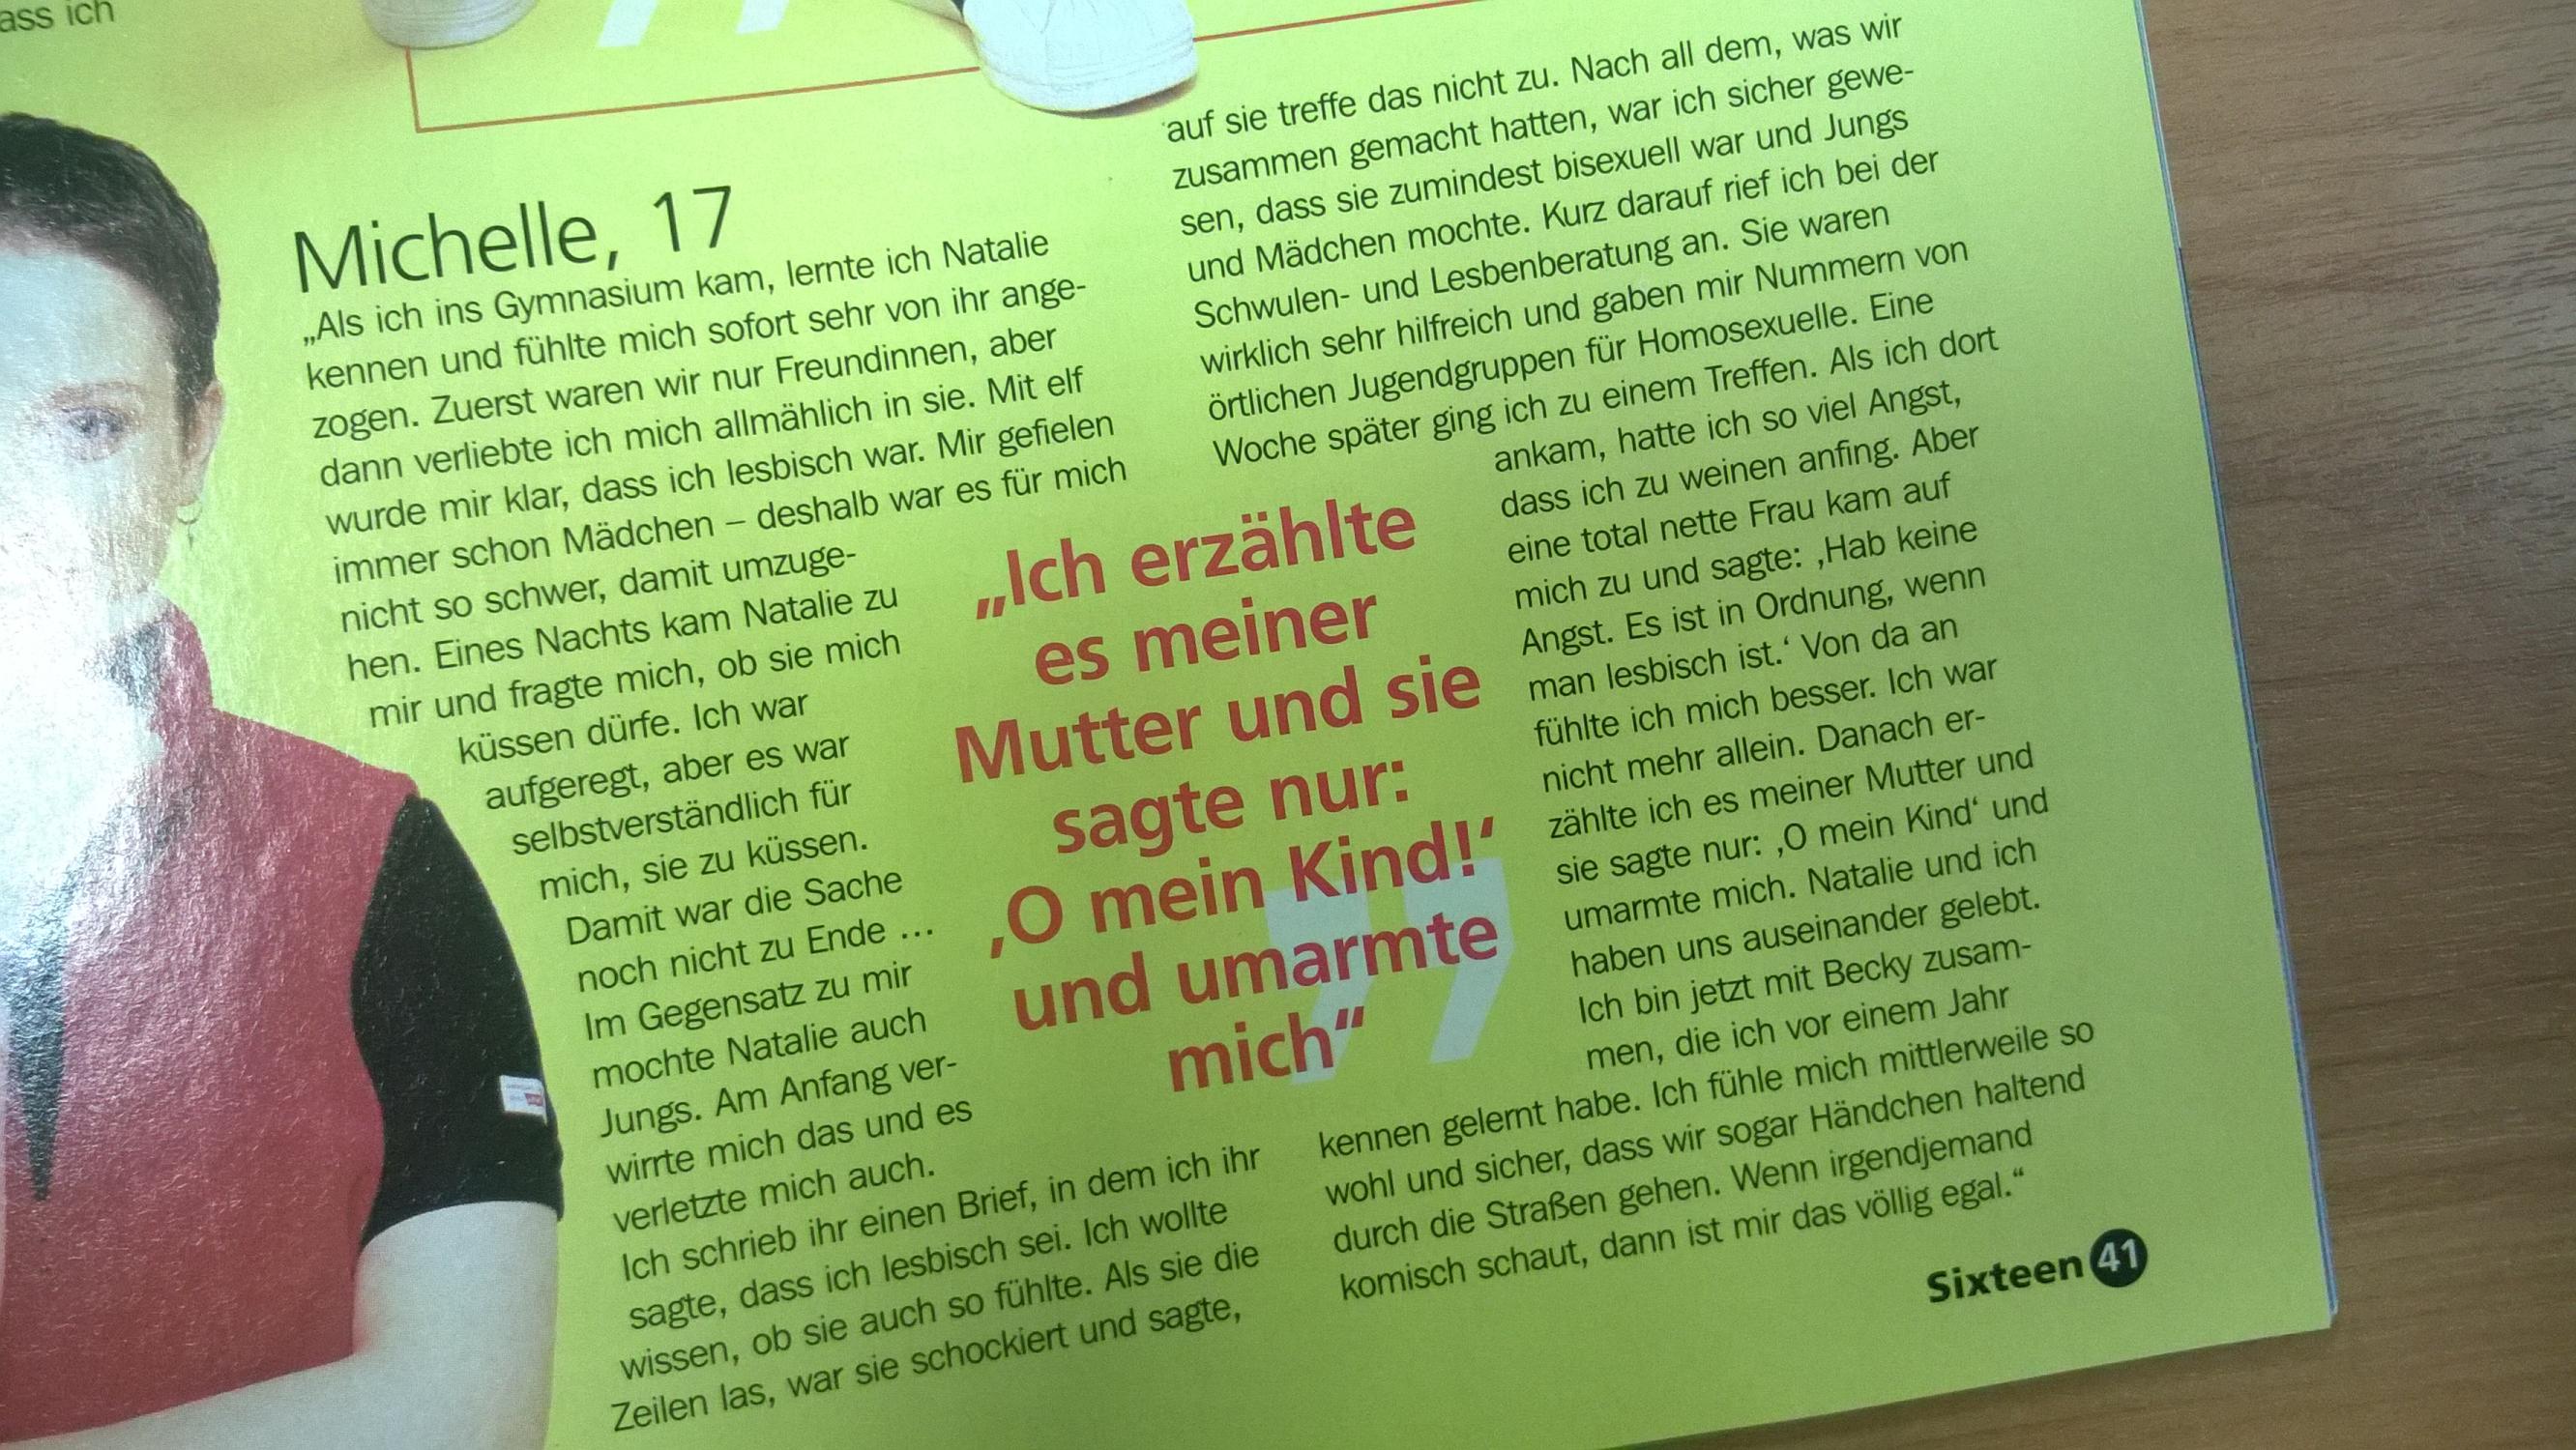 ass ich
Michelle, 17
„Als ich ins Gymnasium kam, lernte ich Natalie
kennen und fühlte mich sofort sehr von ihr ange-
zogen. Zuerst waren wir nur Freundinnen, aber
dann verliebte ich mich allmählich in sie. Mit elf
wurde mir klar, dass ich lesbisch war. Mir gefielen
immer schon Mädchen – deshalb war es für mich
nicht so schwer, damit umzuge-
hen. Eines Nachts kam Natalie zu
mir und fragte mich, ob sie mich
küssen dürfe. Ich war
aufgeregt, aber es war
selbstverständlich für
mich, sie zu küssen.
Damit war die Sache
noch nicht zu Ende ...
Im Gegensatz zu mir
mochte Natalie auch
Jungs. Am Anfang ver-
wirrte mich das und es
verletzte mich auch.
Ich schrieb ihr einen Brief, in dem ich ihr
sagte, dass ich lesbisch sei. Ich wollte
wissen, ob sie auch so fühlte. Als sie die
Zeilen las, war sie schockiert und sagte,
„Ich erzählte
es meiner
Mutter und sie
sagte nur:
‚O mein Kind!‘
und umarmte
mich“
auf sie treffe das nicht zu. Nach all dem, was wir
zusammen gemacht hatten, war ich sicher gewe-
sen, dass sie zumindest bisexuell war und Jungs
und Mädchen mochte. Kurz darauf rief ich bei der
Schwulen- und Lesbenberatung an. Sie waren
wirklich sehr hilfreich und gaben mir Nummern von
örtlichen Jugendgruppen für Homosexuelle. Eine
Woche später ging ich zu einem Treffen. Als ich dort
ankam, hatte ich so viel Angst,
dass ich zu weinen anfing. Aber
eine total nette Frau kam auf
mich zu und sagte: ‚Hab keine
Angst. Es ist in Ordnung, wenn
man lesbisch ist.‘ Von da an
fühlte ich mich besser. Ich war
nicht mehr allein. Danach er-
zählte ich es meiner Mutter und
sie sagte nur: ‚O mein Kind‘ und
umarmte mich. Natalie und ich
haben uns auseinander gelebt.
Ich bin jetzt mit Becky zusam-
men, die ich vor einem Jahr
kennen gelernt habe. Ich fühle mich mittlerweile so
wohl und sicher, dass wir sogar Händchen haltend
durch die Straßen gehen. Wenn irgendjemand
komisch schaut, dann ist mir das völlig egal.“
Sixteen 41